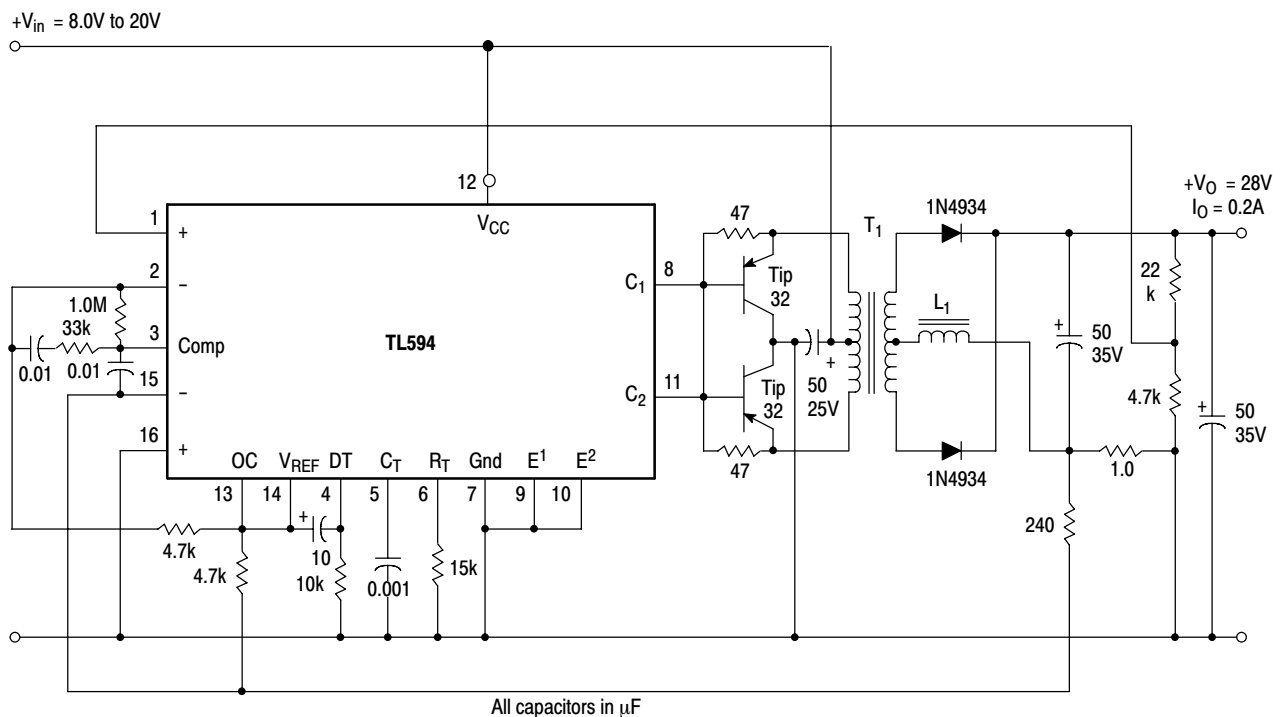 +Vin = 8.0V to 20V
12
+VO = 28V
IO = 0.2A
1N4934
1
+
VCC
47
T1
2
−
C1
8
Tip
32
22
k
1.0M
33k
3
Comp
TL594
L1
+
50
35V
0.01
0.01
15
−
C2
11
Tip
32
+
50
25V
4.7k
+
50
35V
16
+
OC
VREF
DT
CT
RT
Gnd
E1
E2
47
1N4934
1.0
13
14
4
5
6
7
9
10
+
4.7k
4.7k
10
10k
0.001
15k
240
All capacitors in μF